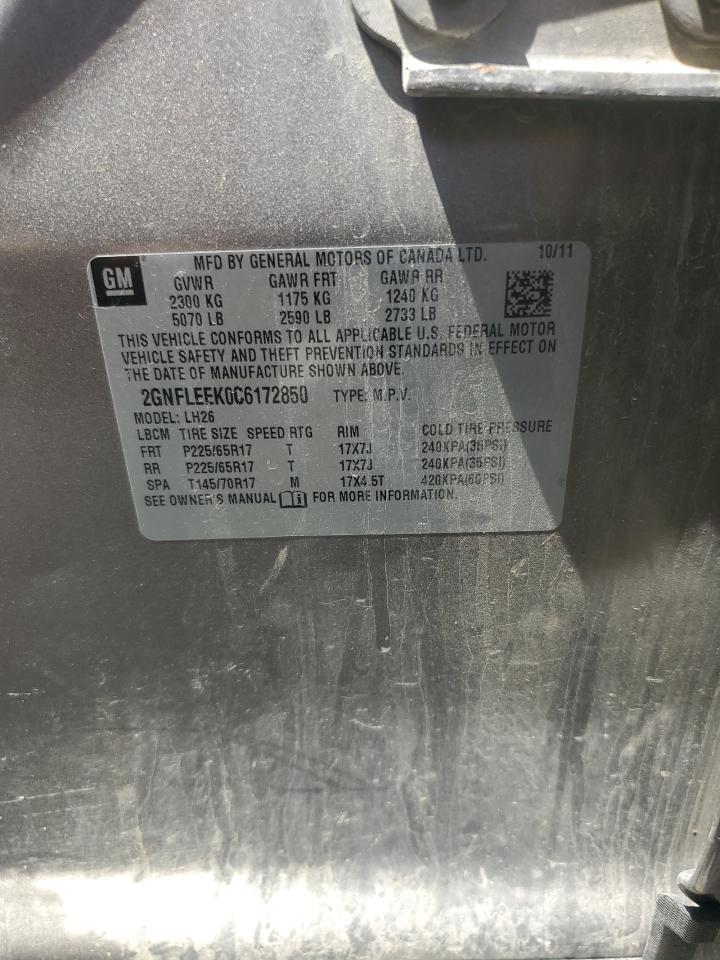 GM
MFD BY GENERAL MOTORS OF CANADA LTD. 10/11
GVWR GAWR FRT GAWR RR
2300 KG 1175 KG 1240 KG
5070 LB 2590 LB 2733 LB
THIS VEHICLE CONFORMS TO ALL APPLICABLE U.S. FEDERAL MOTOR
VEHICLE SAFETY AND THEFT PREVENTION STANDARDS IN EFFECT ON
THE DATE OF MANUFACTURE SHOWN ABOVE.
2GNFLEEK0C6172850 TYPE: M.P.V.
MODEL: LH26
LBCM TIRE SIZE SPEED RTG RIM COLD TIRE PRESSURE
FRT P225/65R17 T 17X7J 240KPA(35PSI)
RR P225/65R17 T 17X7J 240KPA(35PSI)
SPA T145/70R17 M 17X4.5T 420KPA(60PSI)
SEE OWNER'S MANUAL FOR MORE INFORMATION.